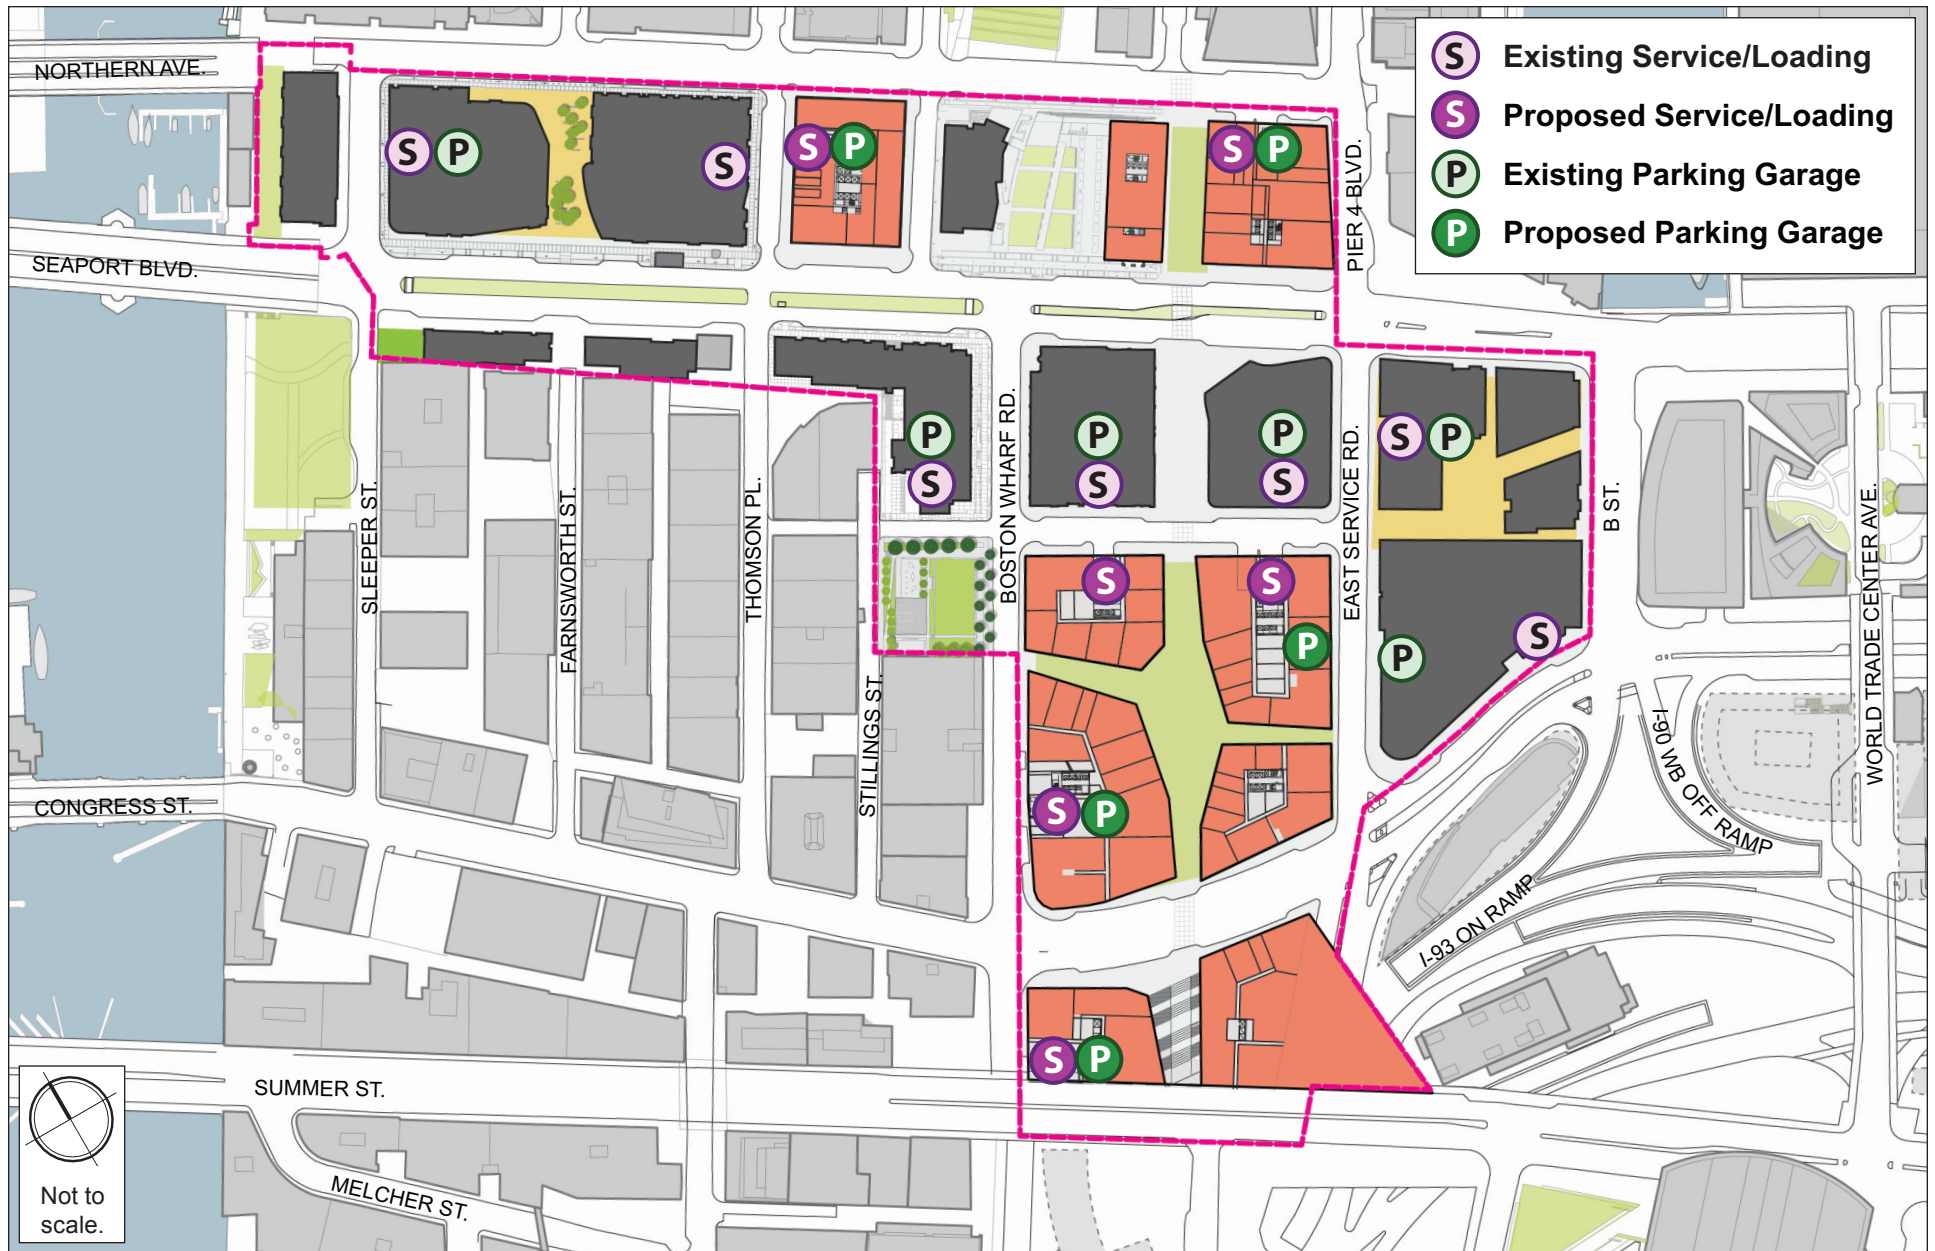 NORTHERN AVE.
S Existing Service/Loading
S Proposed Service/Loading
P Existing Parking Garage
P Proposed Parking Garage
S P
S
S P
S P
PIER 4 BLVD.
SEAPORT BLVD.
P
S
P
S
P
S
S P
SLEEPER ST.
FARNSWORTH ST.
THOMSON PL.
STILLINGS ST.
BOSTON WHARF RD.
EAST SERVICE RD.
B ST.
WORLD TRADE CENTER AVE.
S
S
P
P
S
S P
I-90 WB OFF RAMP
I-93 ON RAMP
CONGRESS ST.
S P
SUMMER ST.
MELCHER ST.
Not to
scale.